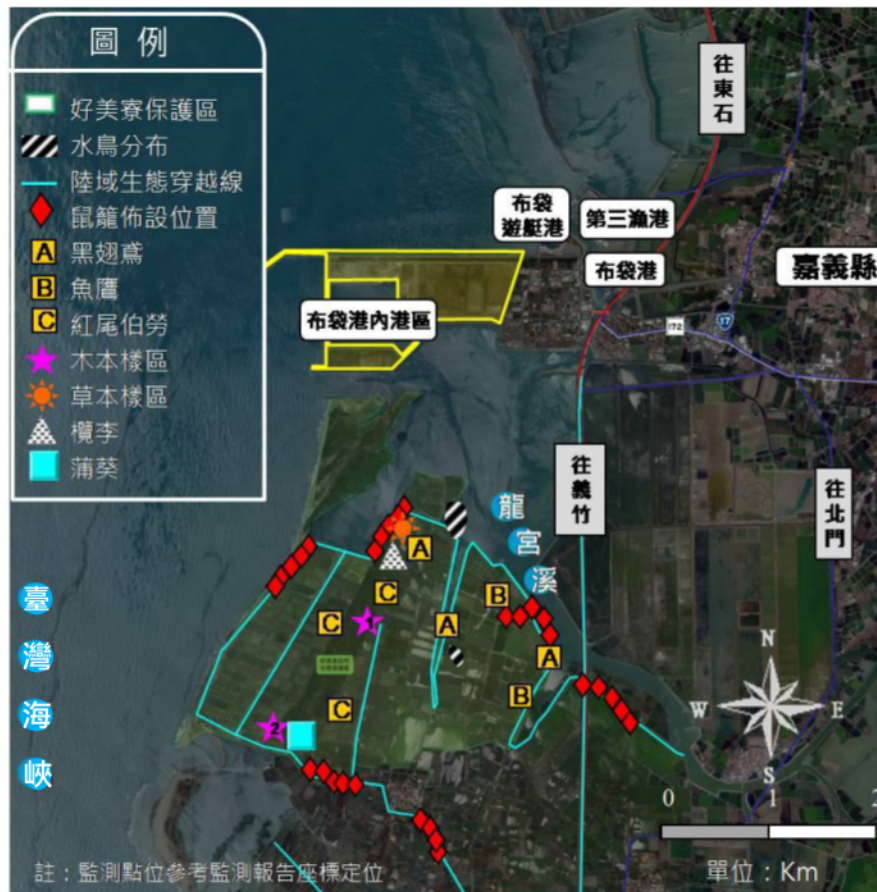 圖例
好美寮保護區
水鳥分布
陸域生態穿越線
鼠籠佈設位置
A 黑翅鳶
B 魚鷹
C 紅尾伯勞
木本樣區
草本樣區
欖李
蒲葵
往東石
布袋
遊艇港
第三漁港
布袋港
嘉義縣
布袋港內港區
172
17
往義竹
往北門
龍宮溪
臺灣海峽
A
C
B
C
1
A
A
B
C
2
N
W
E
S
0 1 2
單位：Km
註：監測點位參考監測報告座標定位